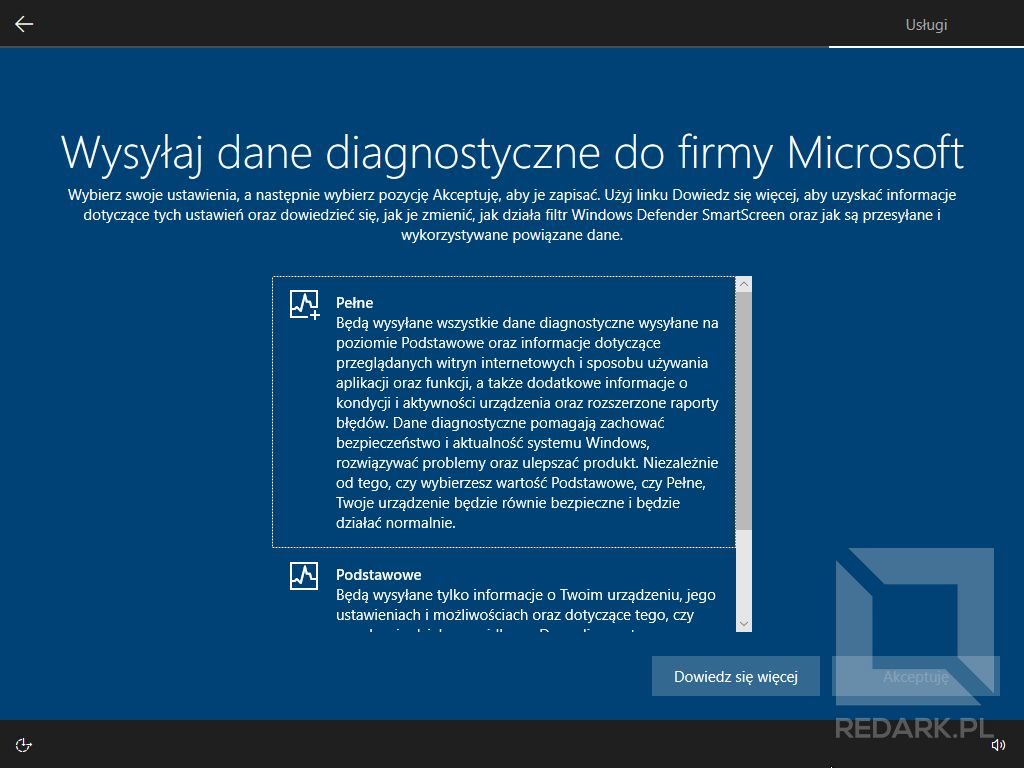 Usługi
Wysyłaj dane diagnostyczne do firmy Microsoft
Wybierz swoje ustawienia, a następnie wybierz pozycję Akceptuję, aby je zapisać. Użyj linku Dowiedz się więcej, aby uzyskać informacje
dotyczące tych ustawień oraz dowiedzieć się, jak je zmienić, jak działa filtr Windows Defender SmartScreen oraz jak są przesyłane i
wykorzystywane powiązane dane.
Pełne
Będą wysyłane wszystkie dane diagnostyczne wysyłane na
poziomie Podstawowe oraz informacje dotyczące
przeglądanych witryn internetowych i sposobu używania
aplikacji oraz funkcji, a także dodatkowe informacje o
kondycji i aktywności urządzenia oraz rozszerzone raporty
błędów. Dane diagnostyczne pomagają zachować
bezpieczeństwo i aktualność systemu Windows,
rozwiązywać problemy oraz ulepszać produkt. Niezależnie
od tego, czy wybierzesz wartość Podstawowe, czy Pełne,
Twoje urządzenie będzie równie bezpieczne i będzie
działać normalnie.
Podstawowe
Będą wysyłane tylko informacje o Twoim urządzeniu, jego
ustawieniach i możliwościach oraz dotyczące tego, czy
Dowiedz się więcej
Akceptuję
REDARK.PL